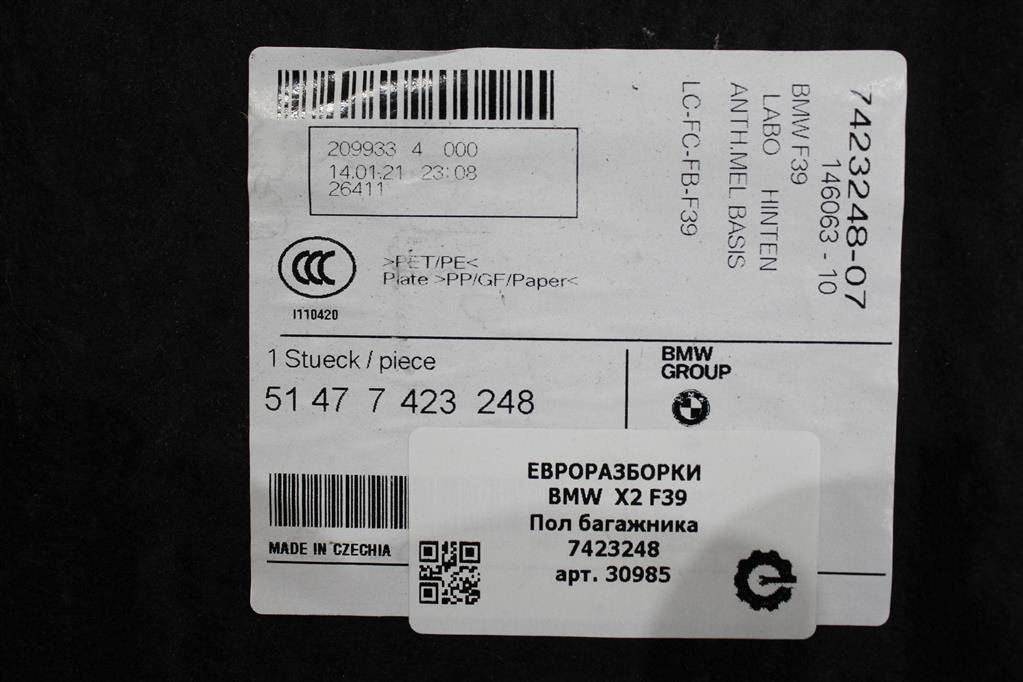 209933 4 000
14.01.21 23:08
26411
7423248-07
146063 - 10
BMW F39
LABO HINTEN
ANTH.MEL BASIS
LC-FC-FB-F39
CCC
I110420
>PET/PE<
Plate >PP/GF/Paper<
1 Stueck / piece
51 47 7 423 248
BMW
GROUP
MADE IN CZECHIA
ЕВРОРАЗБОРКИ
BMW X2 F39
Пол багажника
7423248
арт. 30985